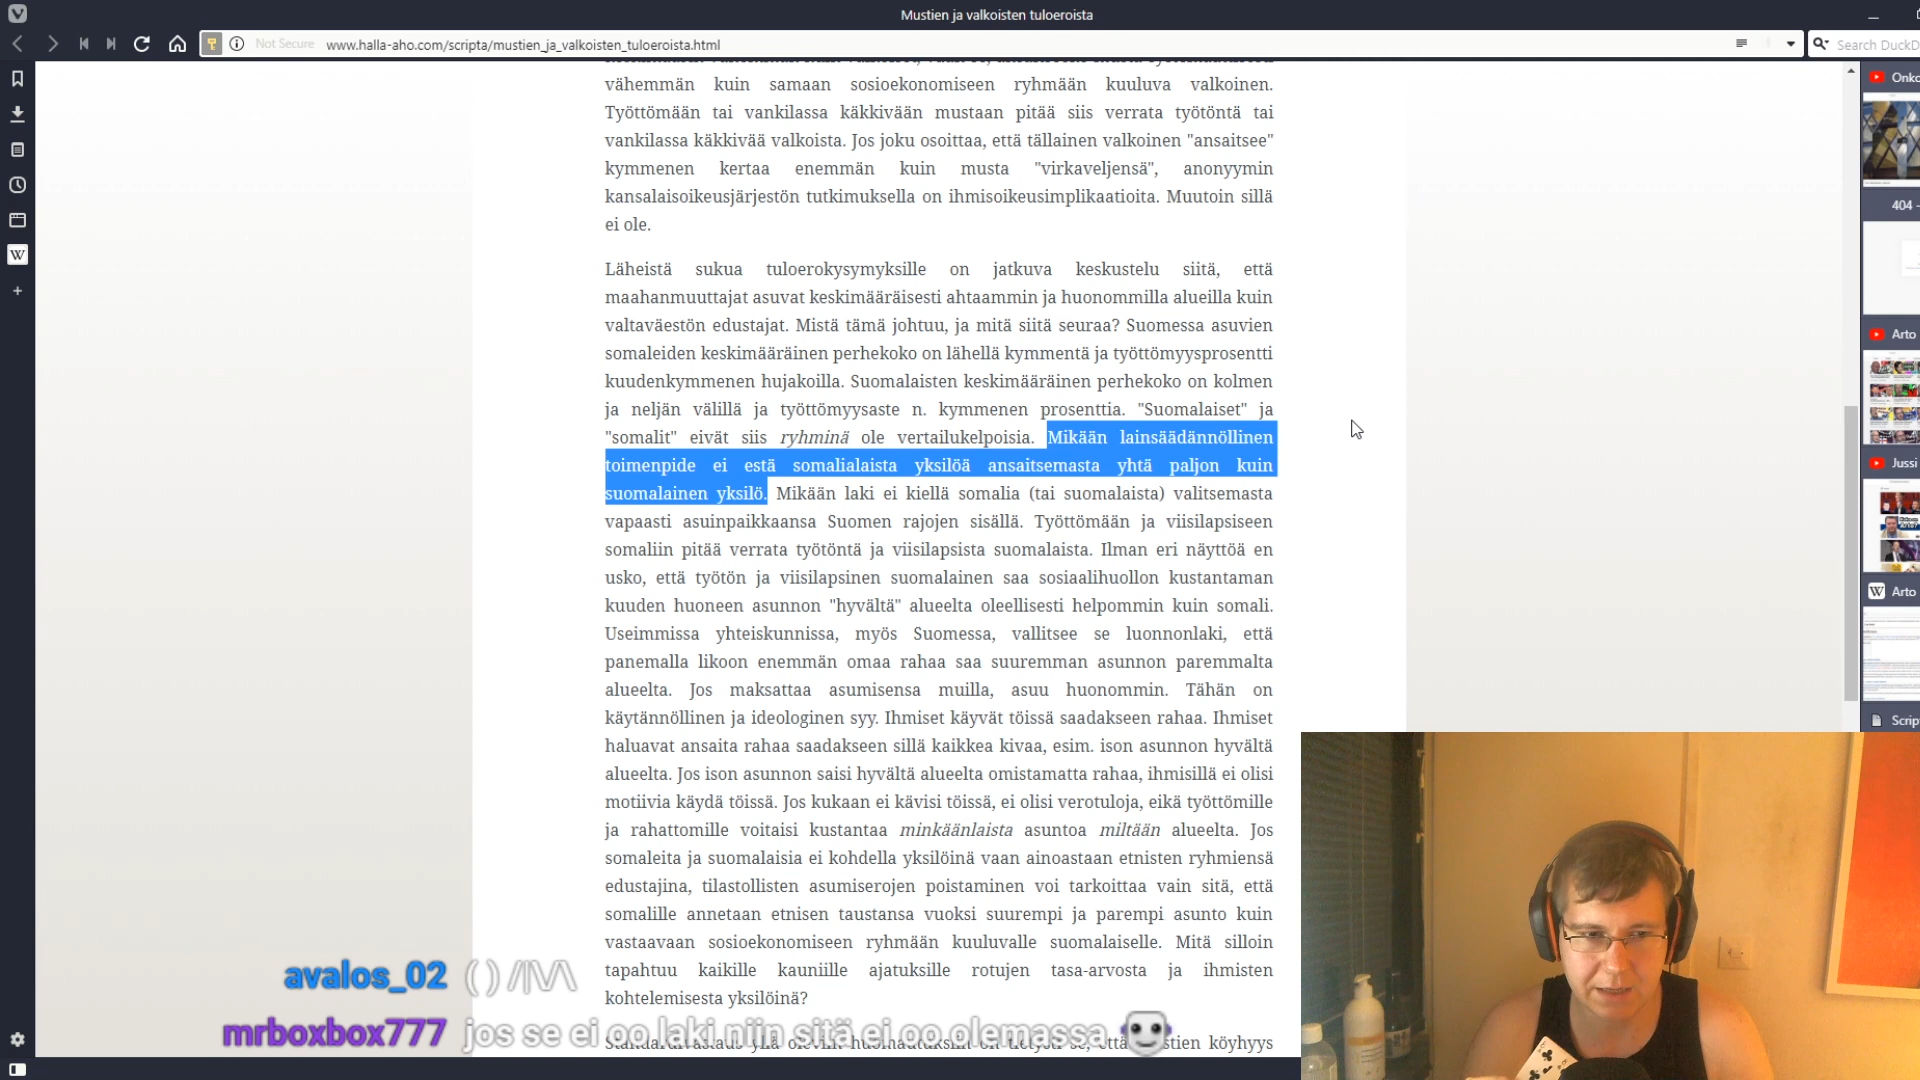 Mustien ja valkoisten tuloeroista
Not Secure www.halla-aho.com/scripta/mustien_ja_valkoisten_tuloeroista.html
Search DuckD
vähemmän kuin samaan sosioekonomiseen ryhmään kuuluva valkoinen.
Työttömään tai vankilassa käkkivään mustaan pitää siis verrata työtöntä tai
vankilassa käkkivää valkoista. Jos joku osoittaa, että tällainen valkoinen "ansaitsee"
kymmenen kertaa enemmän kuin musta "virkaveljensä", anonyymin
kansalaisoikeusjärjestön tutkimuksella on ihmisoikeusimplikaatioita. Muutoin sillä
ei ole.
Läheistä sukua tuloerokysymyksille on jatkuva keskustelu siitä, että
maahanmuuttajat asuvat keskimääräisesti ahtaammin ja huonommilla alueilla kuin
valtaväestön edustajat. Mistä tämä johtuu, ja mitä siitä seuraa? Suomessa asuvien
somaleiden keskimääräinen perhekoko on lähellä kymmentä ja työttömyysprosentti
kuudenkymmenen hujakoilla. Suomalaisten keskimääräinen perhekoko on kolmen
ja neljän välillä ja työttömyysaste n. kymmenen prosenttia. "Suomalaiset" ja
"somalit" eivät siis ryhminä ole vertailukelpoisia. Mikään lainsäädännöllinen
toimenpide ei estä somalialaista yksilöä ansaitsemasta yhtä paljon kuin
suomalainen yksilö. Mikään laki ei kiellä somalia (tai suomalaista) valitsemasta
vapaasti asuinpaikkaansa Suomen rajojen sisällä. Työttömään ja viisilapsiseen
somaliin pitää verrata työtöntä ja viisilapsista suomalaista. Ilman eri näyttöä en
usko, että työtön ja viisilapsinen suomalainen saa sosiaalihuollon kustantaman
kuuden huoneen asunnon "hyvältä" alueelta oleellisesti helpommin kuin somali.
Useimmissa yhteiskunnissa, myös Suomessa, vallitsee se luonnonlaki, että
panemalla likoon enemmän omaa rahaa saa suuremman asunnon paremmalta
alueelta. Jos maksattaa asumisensa muilla, asuu huonommin. Tähän on
käytännöllinen ja ideologinen syy. Ihmiset käyvät töissä saadakseen rahaa. Ihmiset
haluavat ansaita rahaa saadakseen sillä kaikkea kivaa, esim. ison asunnon hyvältä
alueelta. Jos ison asunnon saisi hyvältä alueelta omistamatta rahaa, ihmisillä ei olisi
motiivia käydä töissä. Jos kukaan ei kävisi töissä, ei olisi verotuloja, eikä työttömille
ja rahattomille voitaisi kustantaa minkäänlaista asuntoa miltään alueelta. Jos
somaleita ja suomalaisia ei kohdella yksilöinä vaan ainoastaan etnisten ryhmiensä
edustajina, tilastollisten asumiserojen poistaminen voi tarkoittaa vain sitä, että
somalille annetaan etnisen taustansa vuoksi suurempi ja parempi asunto kuin
vastaavaan sosioekonomiseen ryhmään kuuluvalle suomalaiselle. Mitä silloin
tapahtuu kaikille kauniille ajatuksille rotujen tasa-arvosta ja ihmisten
kohtelemisesta yksilöinä?
avalos_02 ( ) /|\/\
mrboxbox777 jos se ei oo laki niin sitä ei oo olemassa
Onko
404 -
Arto
Jussi
W Arto
Scrip